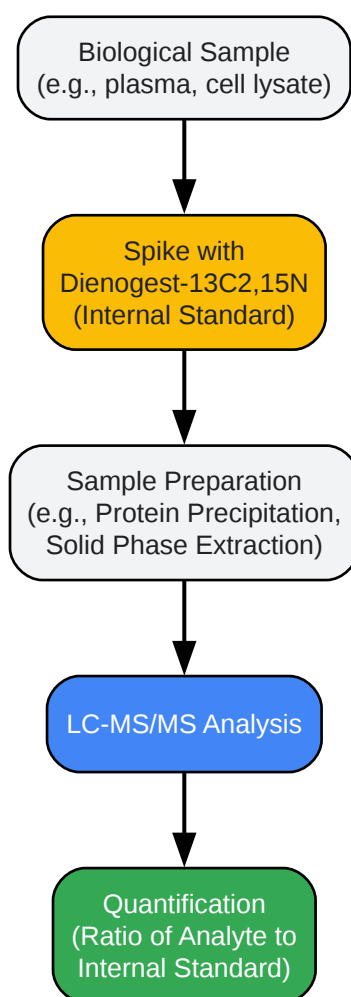 Biological Sample
(e.g., plasma, cell lysate)
Spike with
Dienogest-13C2,15N
(Internal Standard)
Sample Preparation
(e.g., Protein Precipitation,
Solid Phase Extraction)
LC-MS/MS Analysis
Quantification
(Ratio of Analyte to
Internal Standard)